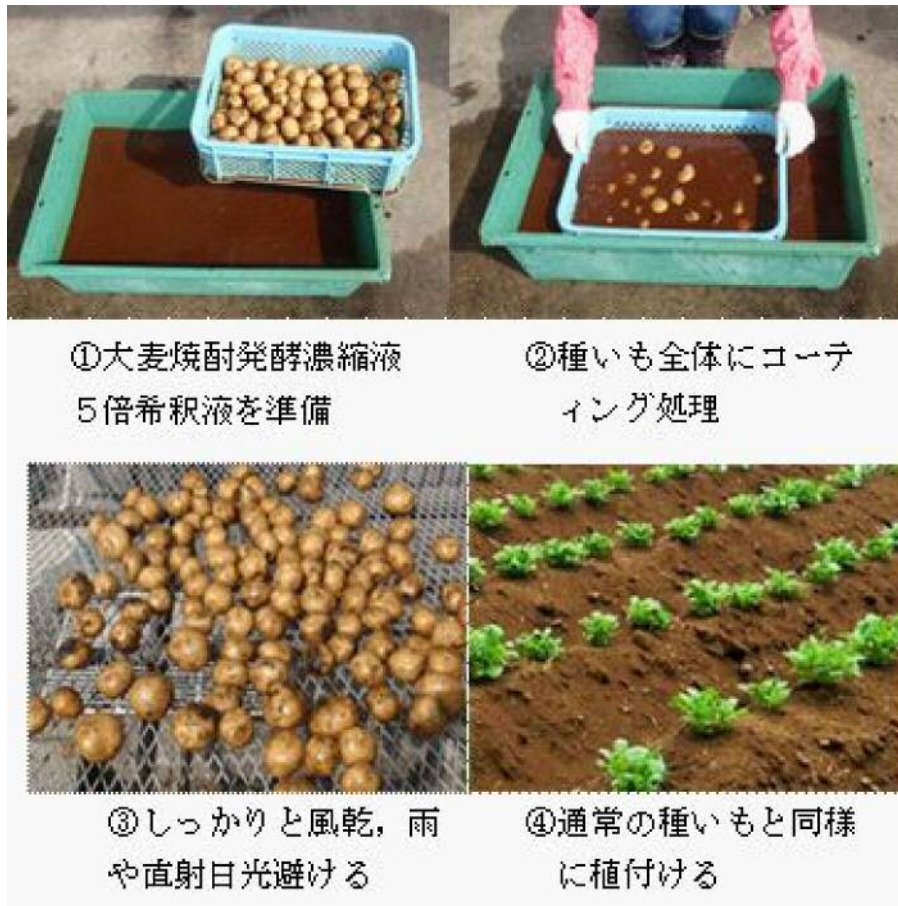 ①大麦焼酎発酵濃縮液
５倍希釈液を準備
②種いも全体にコーテ
ィング処理
③しっかりと風乾，雨
や直射日光避ける
④通常の種いもと同様
に植付ける